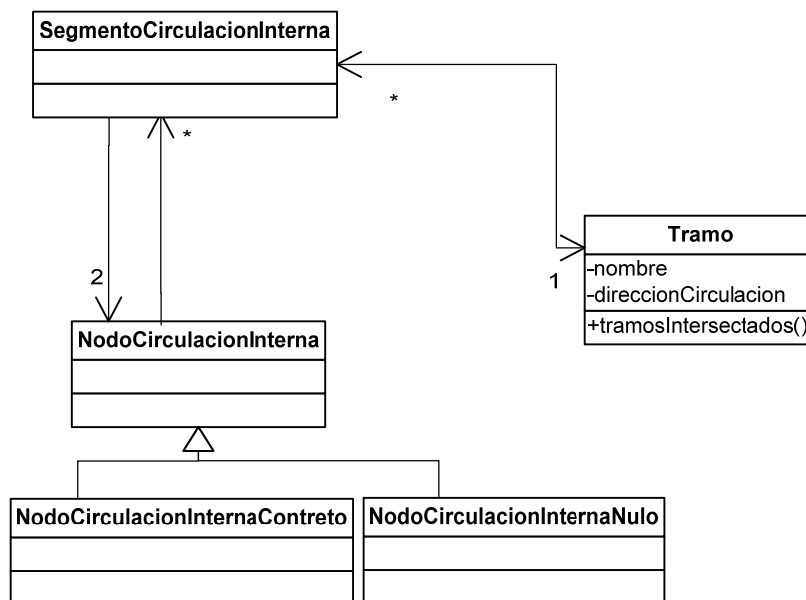 SegmentoCirculacionInterna
*
*
Tramo
-nombre
-direccionCirculacion
+tramosIntersectados()
1
2
NodoCirculacionInterna
NodoCirculacionInternaContreto
NodoCirculacionInternaNulo